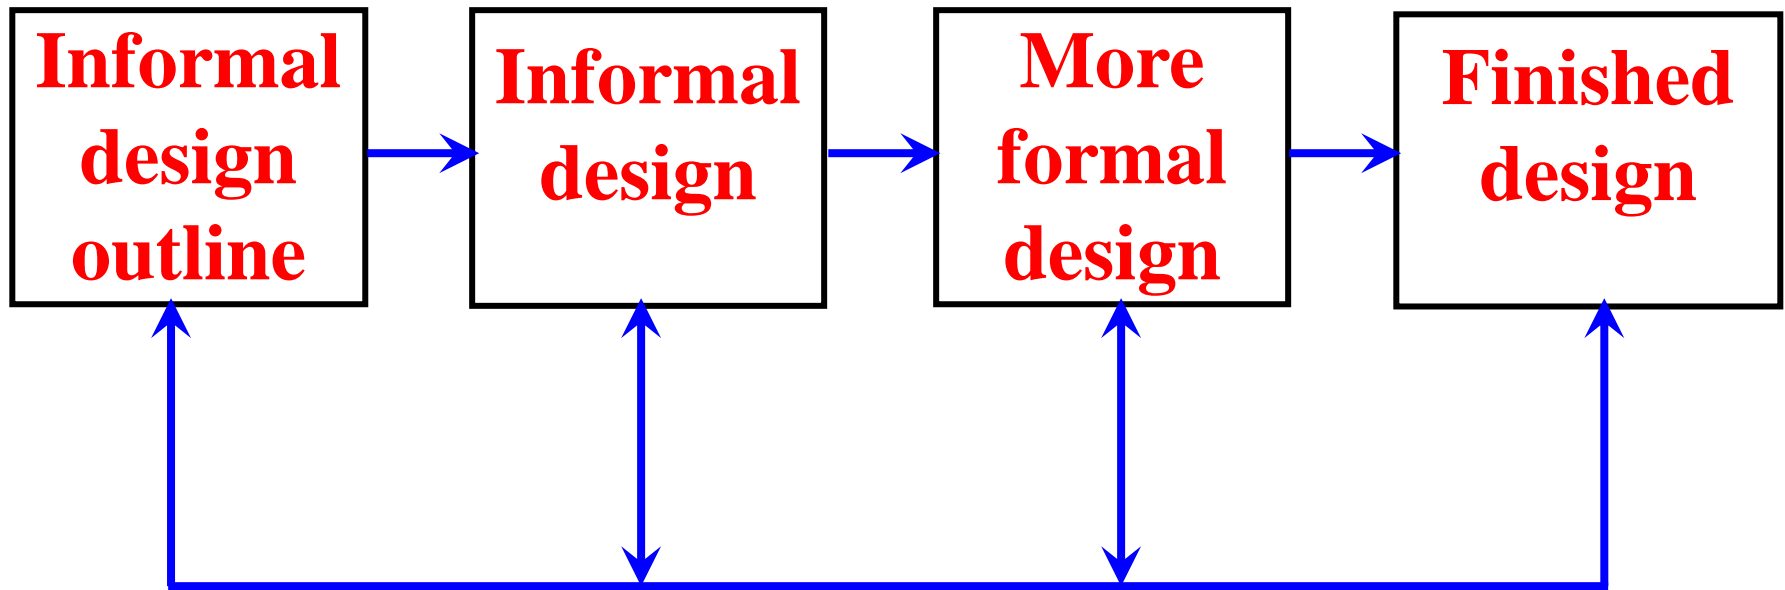 Informal
design
outline
Informal
design
More
formal
design
Finished
design